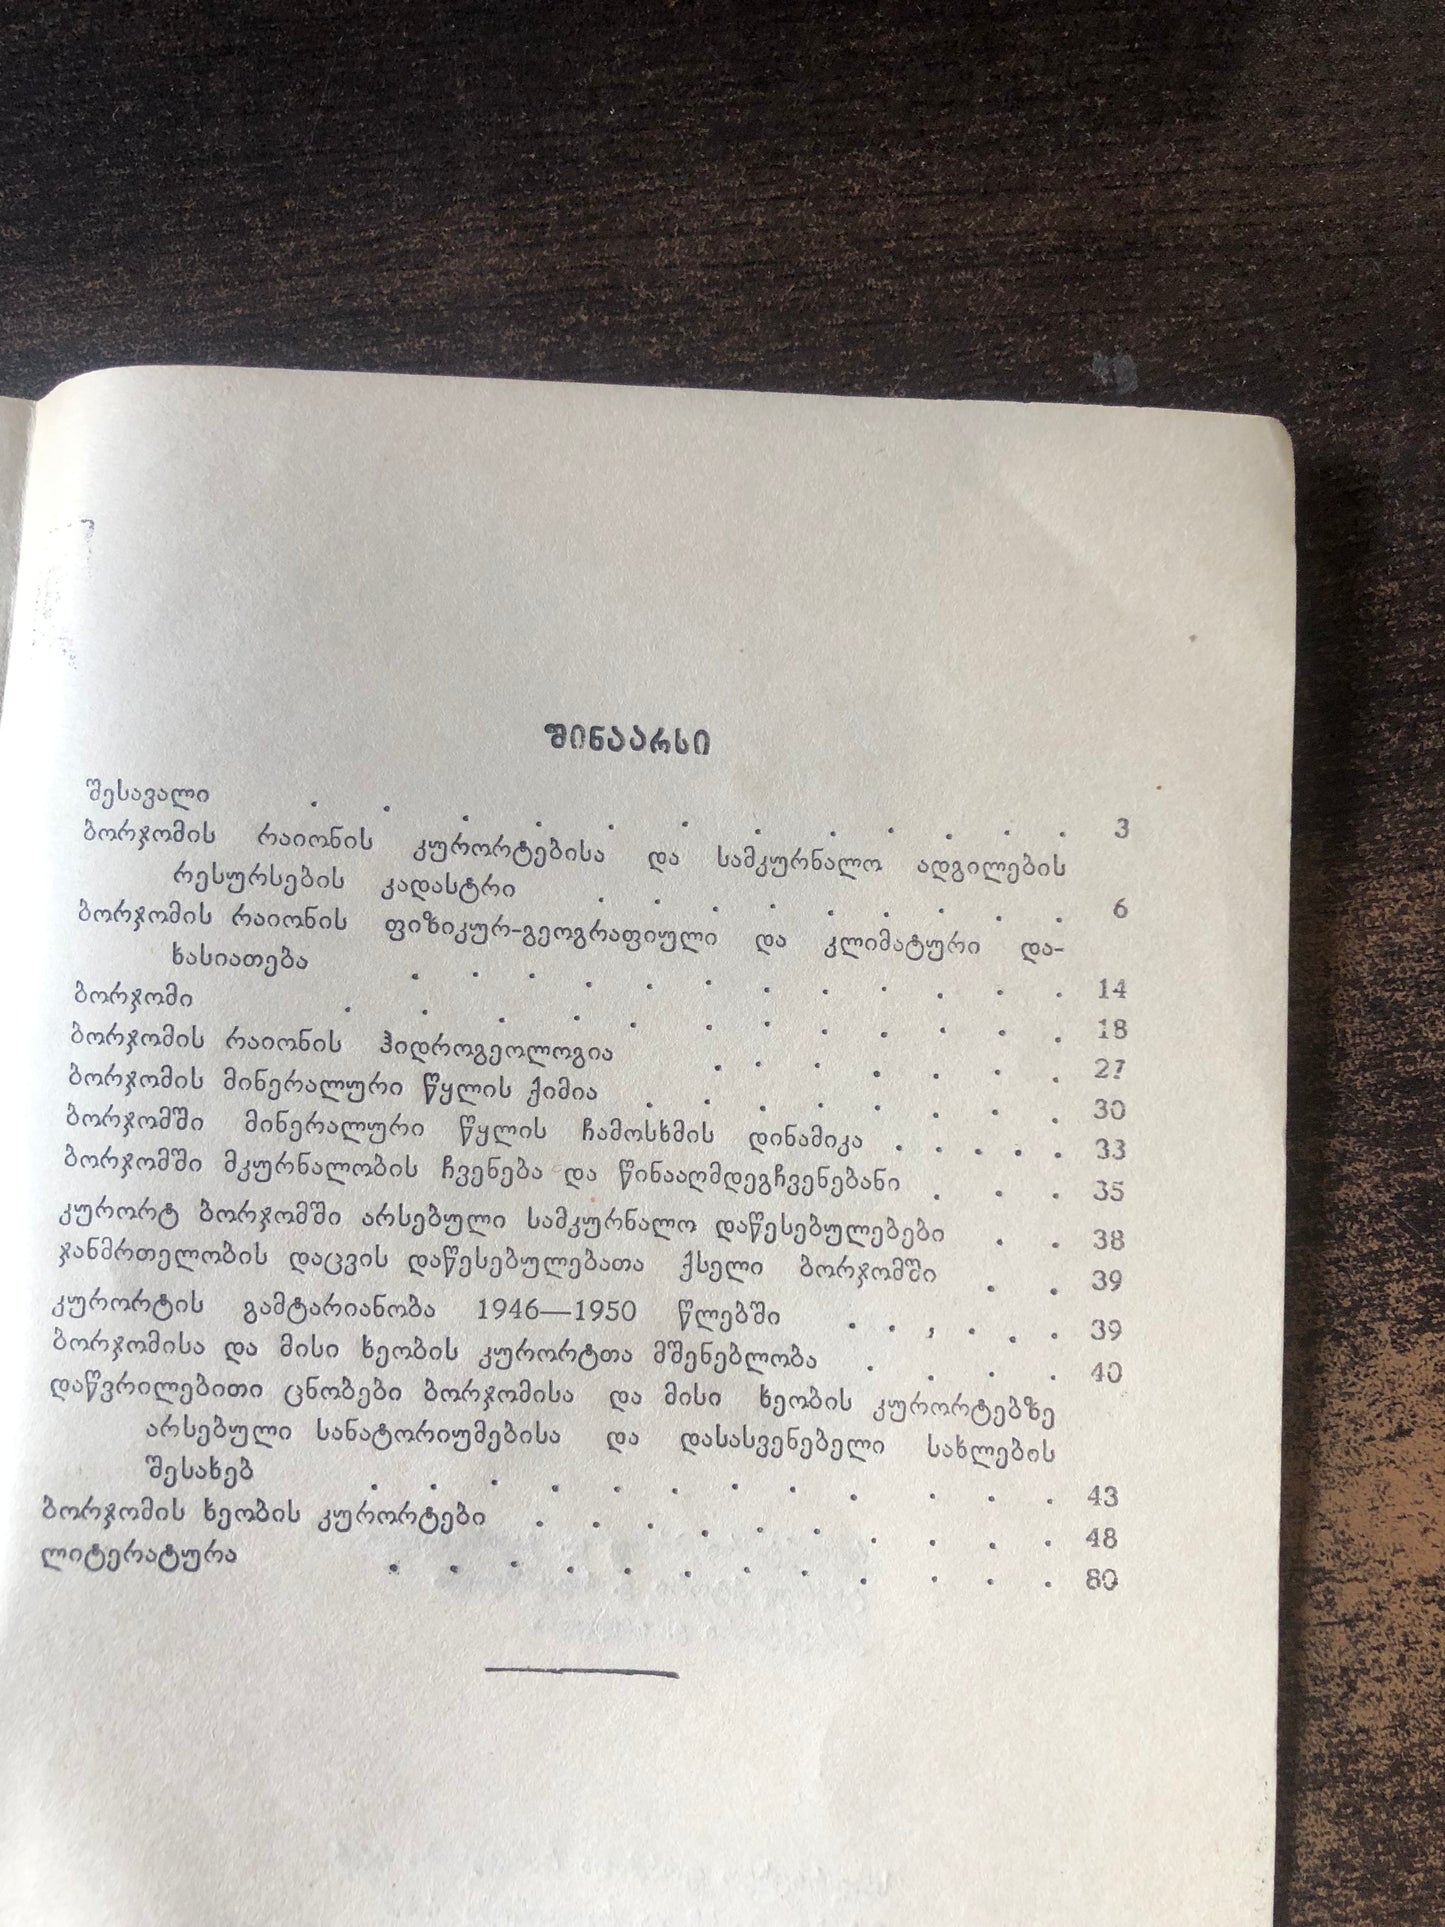 შინაარსი
შესავალი . . . . . . . . . . . 3
ბორჯომის რაიონის კურორტებისა და სამკურნალო ადგილების
რესურსების კადასტრი . . . . . . . . . 6
ბორჯომის რაიონის ფიზიკურ-გეოგრაფიული და კლიმატური და-
ხასიათება . . . . . . . . . . . . 14
ბორჯომი . . . . . . . . . . . . 18
ბორჯომის რაიონის ჰიდროგეოლოგია . . . . . . . 27
ბორჯომის მინერალური წყლის ქიმია . . . . . . . . 30
ბორჯომში მინერალური წყლის ჩამოსხმის დინამიკა . . . . . 33
ბორჯომში მკურნალობის ჩვენება და წინააღმდეგჩვენებანი . . . 35
კურორტ ბორჯომში არსებული სამკურნალო დაწესებულებები . . 38
ჯანმრთელობის დაცვის დაწესებულებათა ქსელი ბორჯომში . . 39
კურორტის გამტარიანობა 1946—1950 წლებში . . . . . . 39
ბორჯომისა და მისი ხეობის კურორტთა მშენებლობა . . . . 40
დაწვრილებითი ცნობები ბორჯომისა და მისი ხეობის კურორტებზე
არსებული სანატორიუმებისა და დასასვენებელი სახლების
შესახებ . . . . . . . . . . . . 43
ბორჯომის ხეობის კურორტები . . . . . . . . . . 48
ლიტერატურა . . . . . . . . . . . . 80